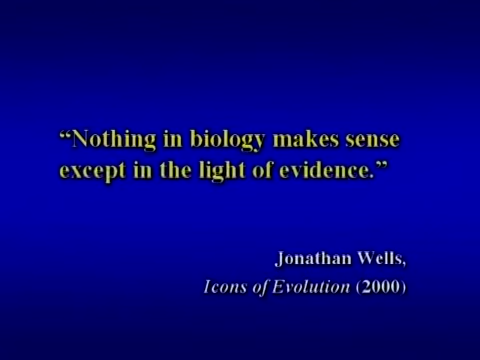 “Nothing in biology makes sense
except in the light of evidence.”
Jonathan Wells,
Icons of Evolution (2000)